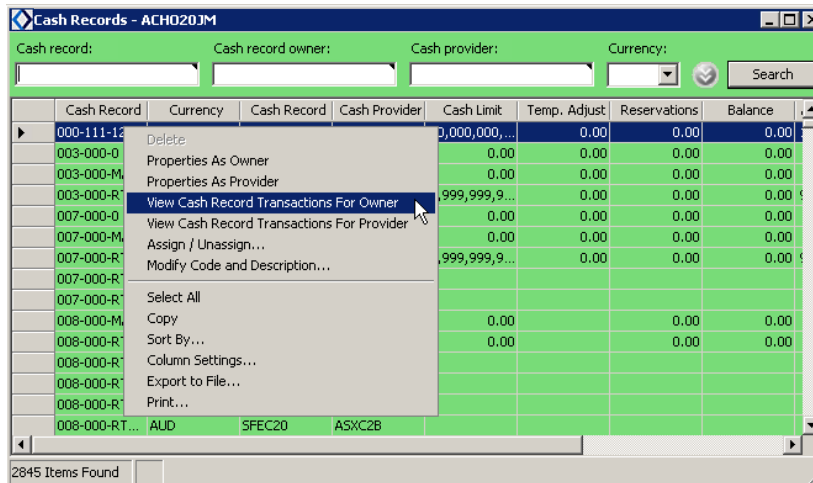 Cash Records - ACHO20JM
Cash record: Cash record owner: Cash provider: Currency:
Search
Cash Record Currency Cash Record Cash Provider Cash Limit Temp. Adjust Reservations Balance
000-111-12 0,000,000,... 0.00 0.00 0.00
003-000-0 0.00 0.00 0.00 0.00
003-000-M 0.00 0.00 0.00 0.00
003-000-R ,999,999,9... 0.00 0.00 0.00
007-000-0 0.00 0.00 0.00 0.00
007-000-M 0.00 0.00 0.00 0.00
007-000-RT ,999,999,9... 0.00 0.00 0.00
007-000-RT
007-000-R
008-000-M 0.00 0.00 0.00
008-000-R 0.00 0.00 0.00
008-000-R
008-000-R
008-000-R
008-000-RT... AUD SFEC20 ASXC2B
Delete
Properties As Owner
Properties As Provider
View Cash Record Transactions For Owner
View Cash Record Transactions For Provider
Assign / Unassign...
Modify Code and Description...
Select All
Copy
Sort By...
Column Settings...
Export to File...
Print...
2845 Items Found